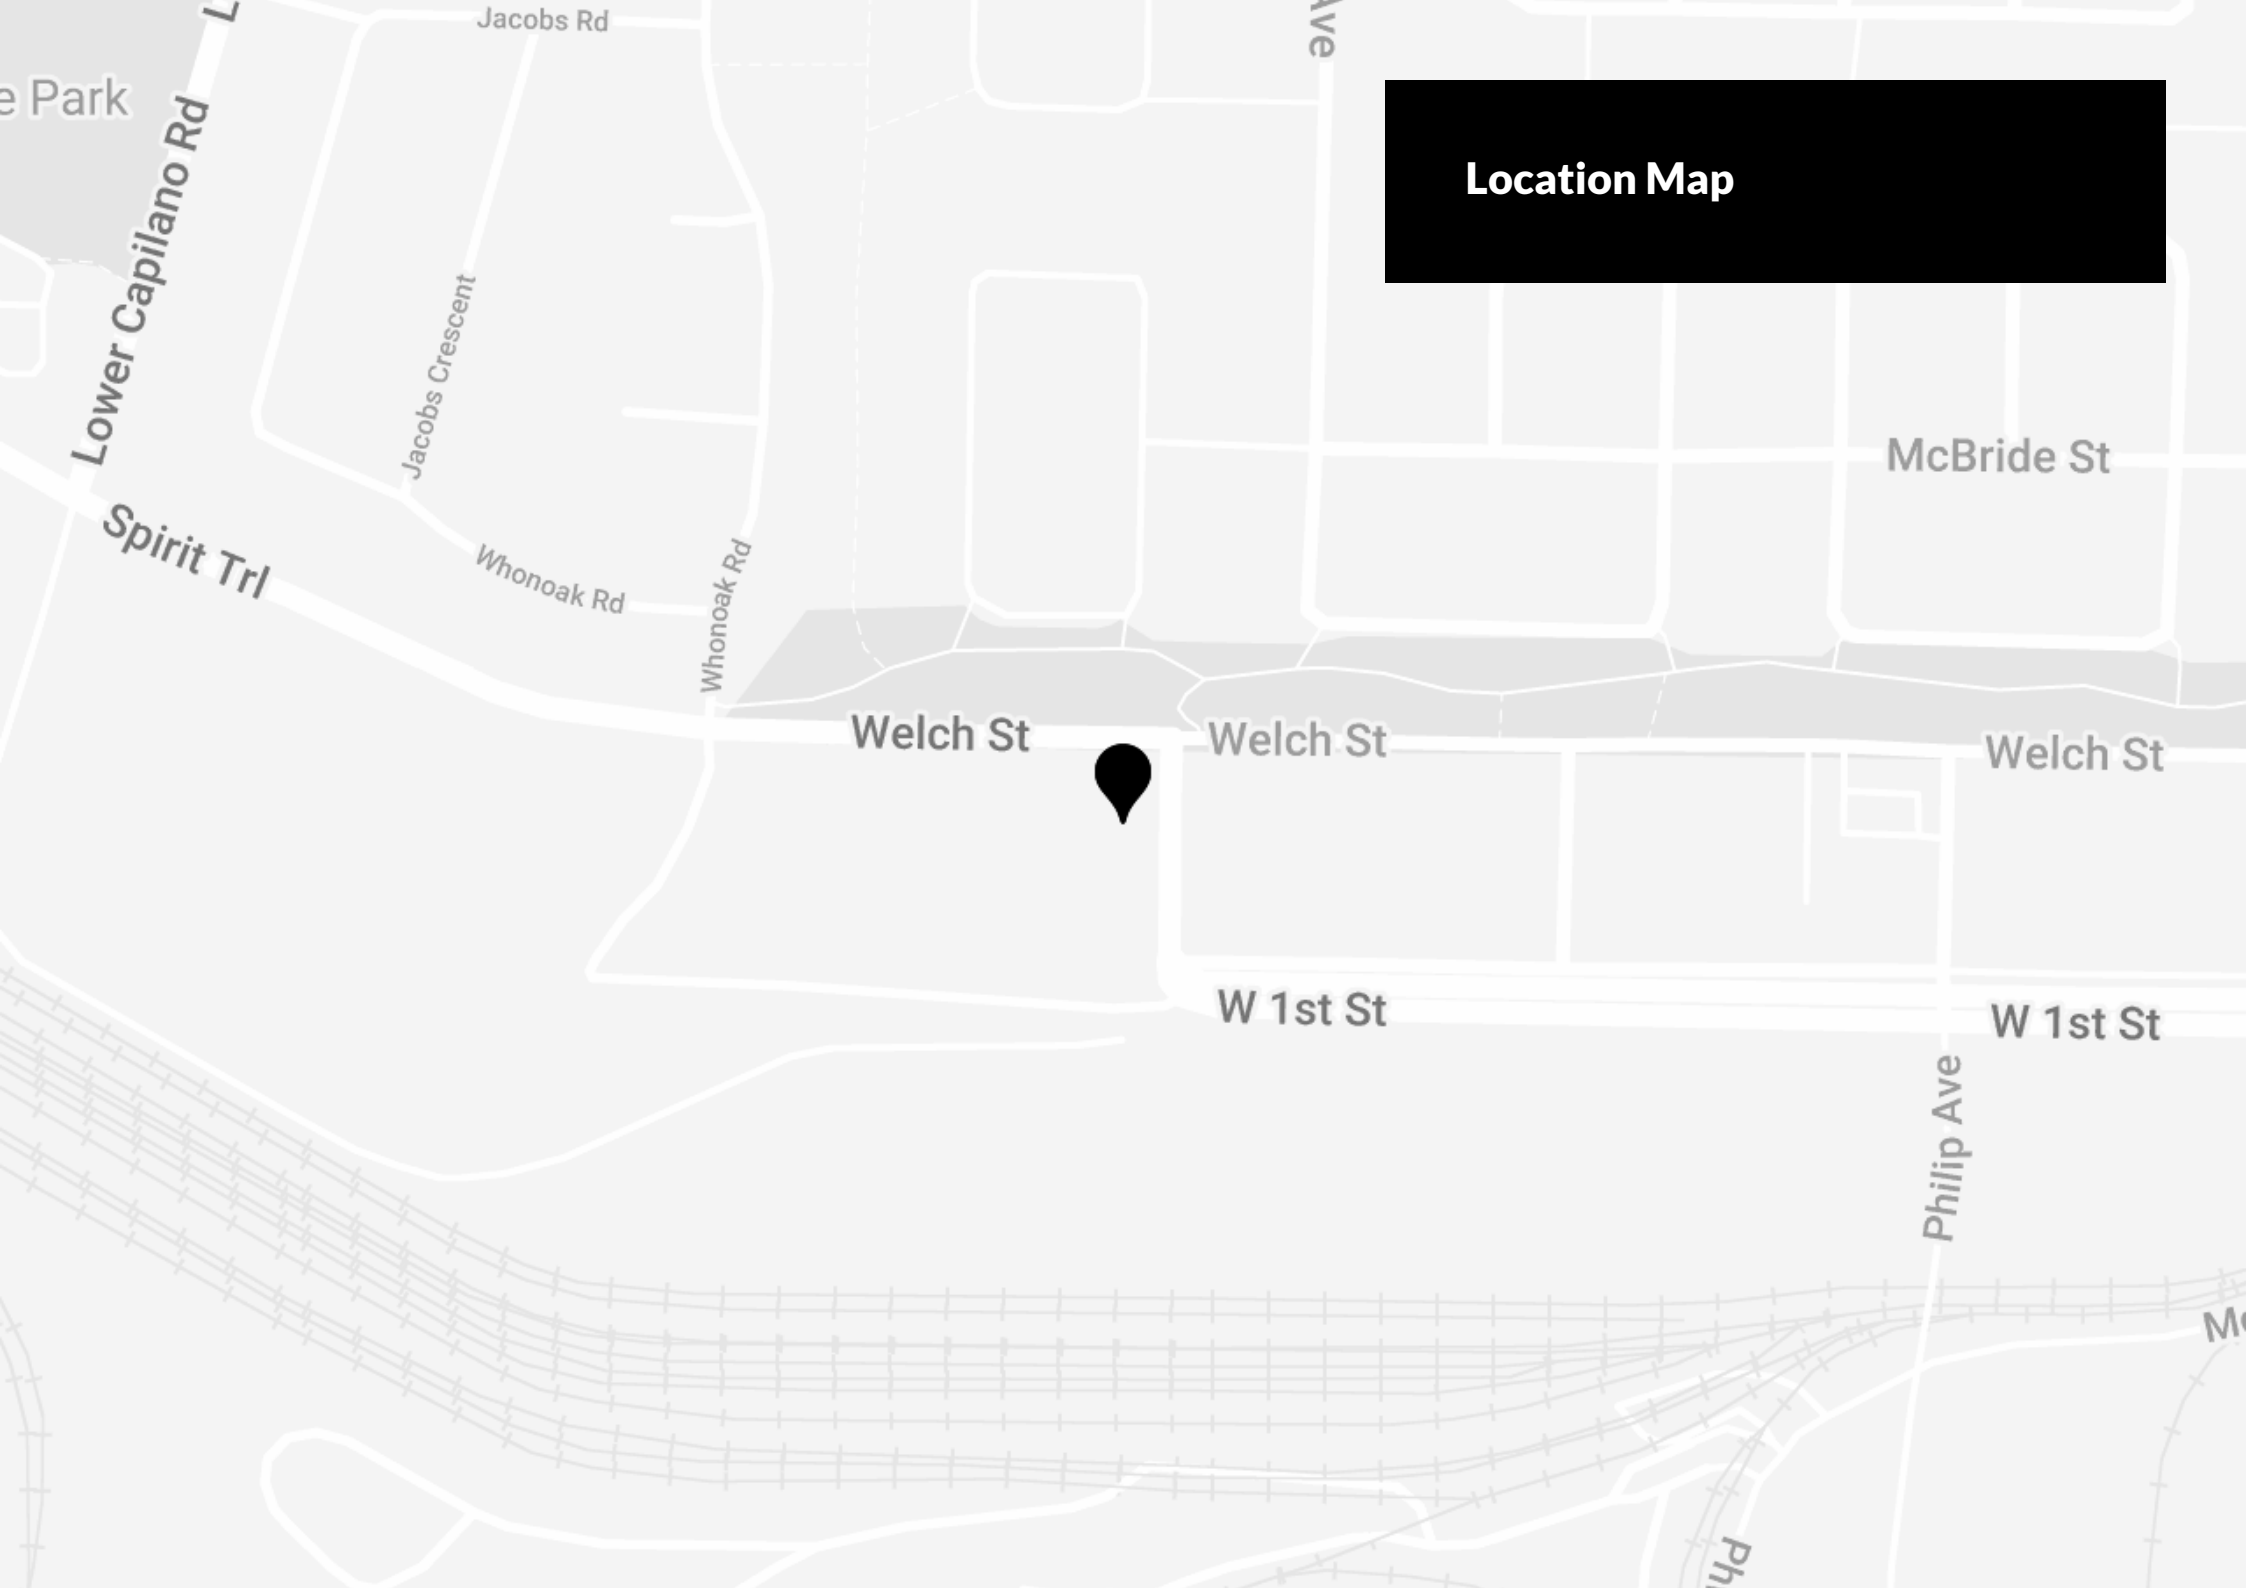 Jacobs Rd
Ave
e Park
Lower Capilano Rd
Location Map
Jacobs Crescent
McBride St
Spirit Trl
Whonoak Rd
Whonoak Rd
Welch St
Welch St
Welch St
W 1st St
W 1st St
Philip Ave